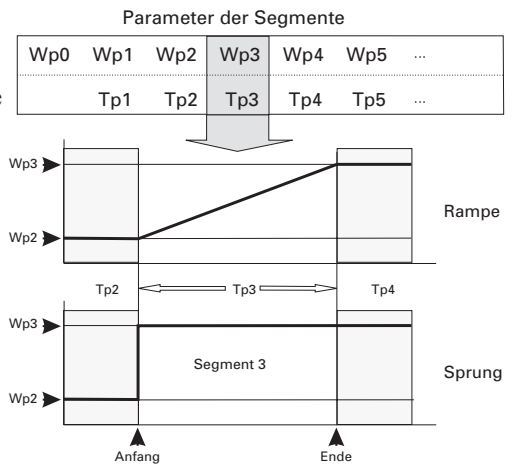 Parameter der Segmente
Wp0 Wp1 Wp2 Wp3 Wp4 Wp5 ...
e
Tp1 Tp2 Tp3 Tp4 Tp5 ...
Wp3
Rampe
Wp2
Tp2 Tp3 Tp4
Wp3
Segment 3
Sprung
Wp2
Anfang Ende